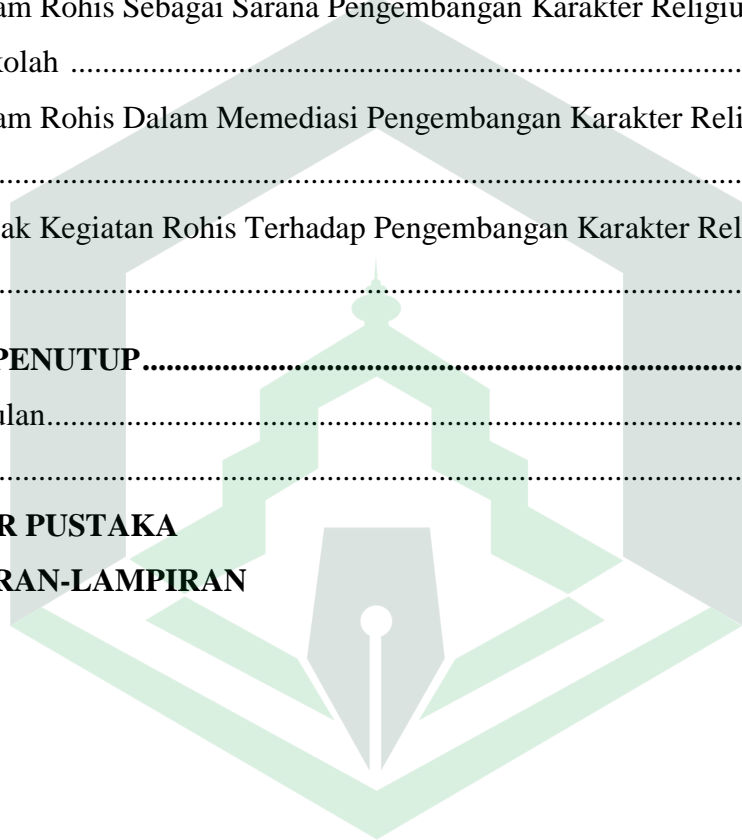 am Rohis Sebagai Sarana Pengembangan Karakter Religiu
kolah ........................................................................................
am Rohis Dalam Memediasi Pengembangan Karakter Reli
................................................................................................
ak Kegiatan Rohis Terhadap Pengembangan Karakter Rel
................................................................................................
PENUTUP................................................................................
ulan...........................................................................................
................................................................................................
R PUSTAKA
RAN-LAMPIRAN